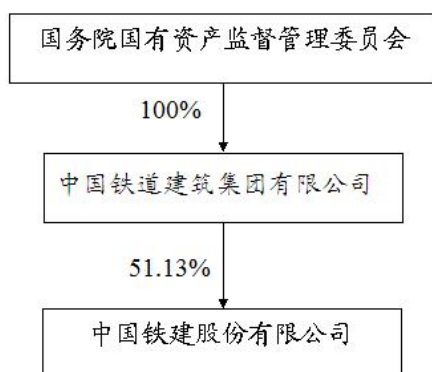 国务院国有资产监督管理委员会
100%
中国铁道建筑集团有限公司
51.13%
中国铁建股份有限公司